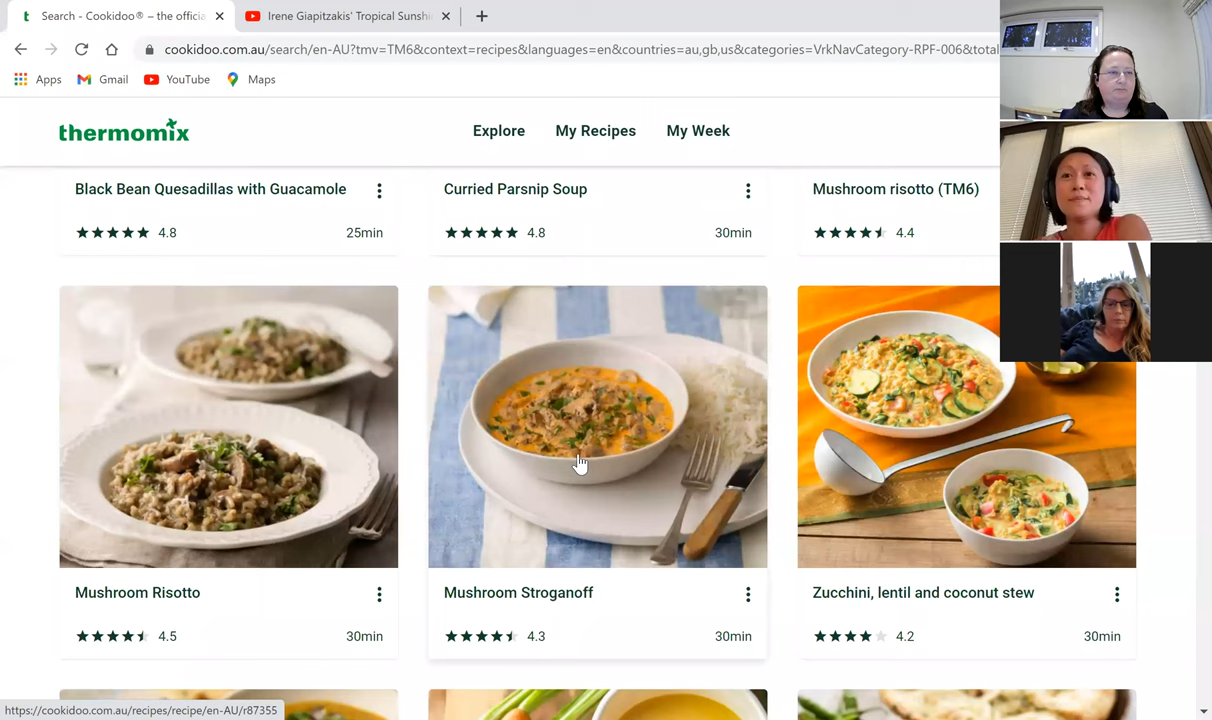 Search - Cookidoo® – the officia
Irene Giapitzakis' Tropical Sunshi
cookidoo.com.au/search/en-AU?tmv=TM6&context=recipes&languages=en&countries=au,gb,us&categories=VrkNavCategory-RPF-006&total
Apps Gmail YouTube Maps
thermomix Explore My Recipes My Week
Black Bean Quesadillas with Guacamole
4.8 25min
Curried Parsnip Soup
4.8 30min
Mushroom risotto (TM6)
4.4
Mushroom Risotto
4.5 30min
Mushroom Stroganoff
4.3 30min
Zucchini, lentil and coconut stew
4.2 30min
https://cookidoo.com.au/recipes/recipe/en-AU/r87355